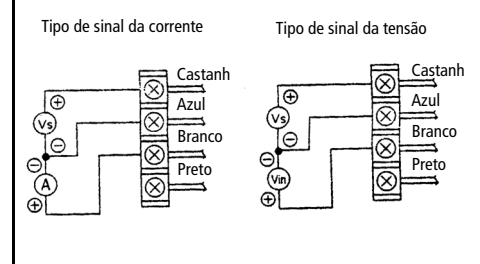 Tipo de sinal da corrente
Castanh
Azul
Branco
Preto
Vs
A
Tipo de sinal da tensão
Castanh
Azul
Branco
Preto
Vs
Vin